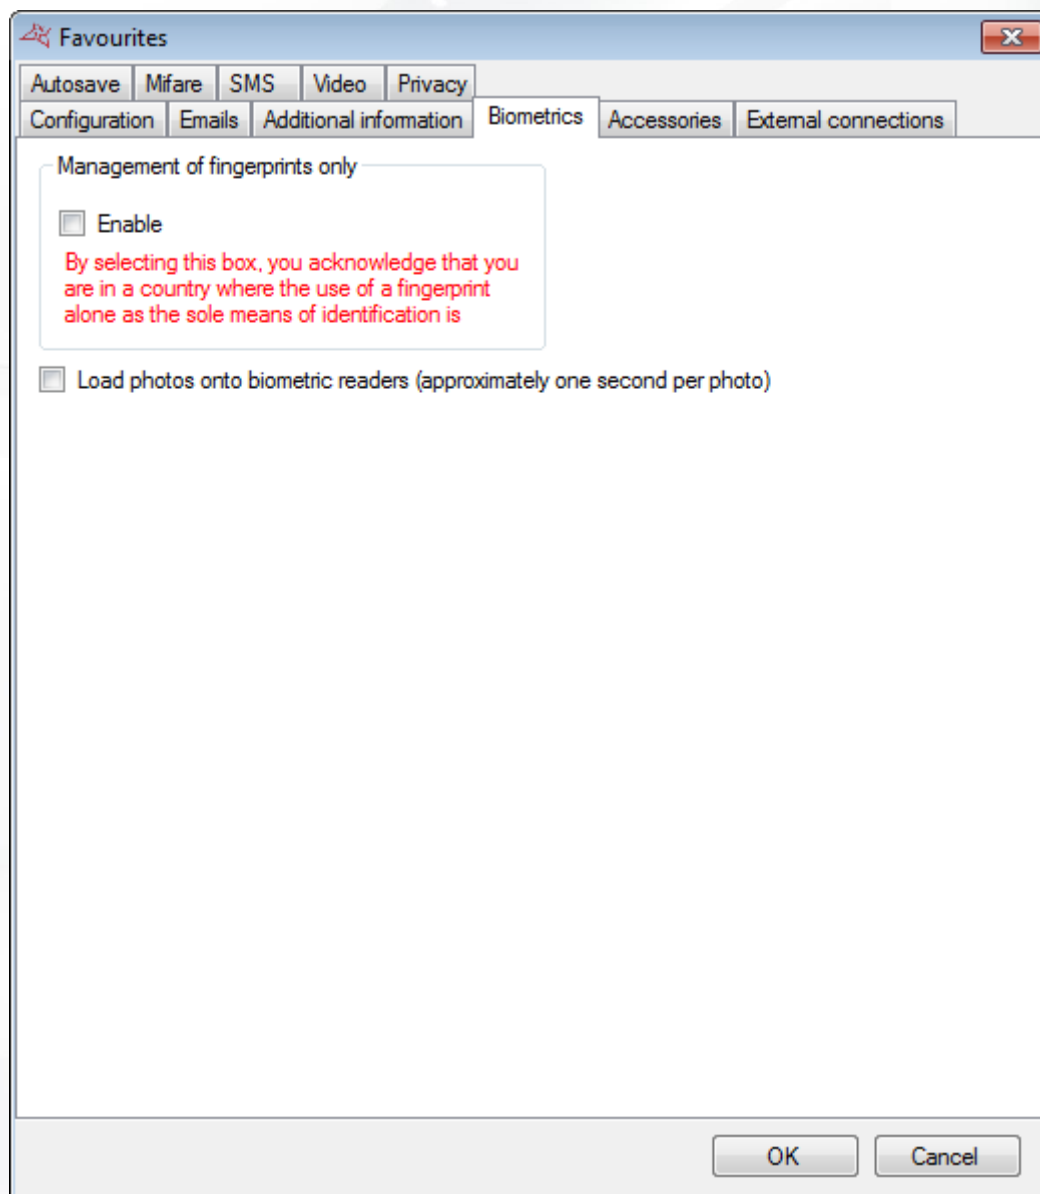 Favourites
Autosave Mifare SMS Video Privacy
Configuration Emails Additional information Biometrics Accessories External connections
Management of fingerprints only
Enable
By selecting this box, you acknowledge that you
are in a country where the use of a fingerprint
alone as the sole means of identification is
Load photos onto biometric readers (approximately one second per photo)
OK Cancel